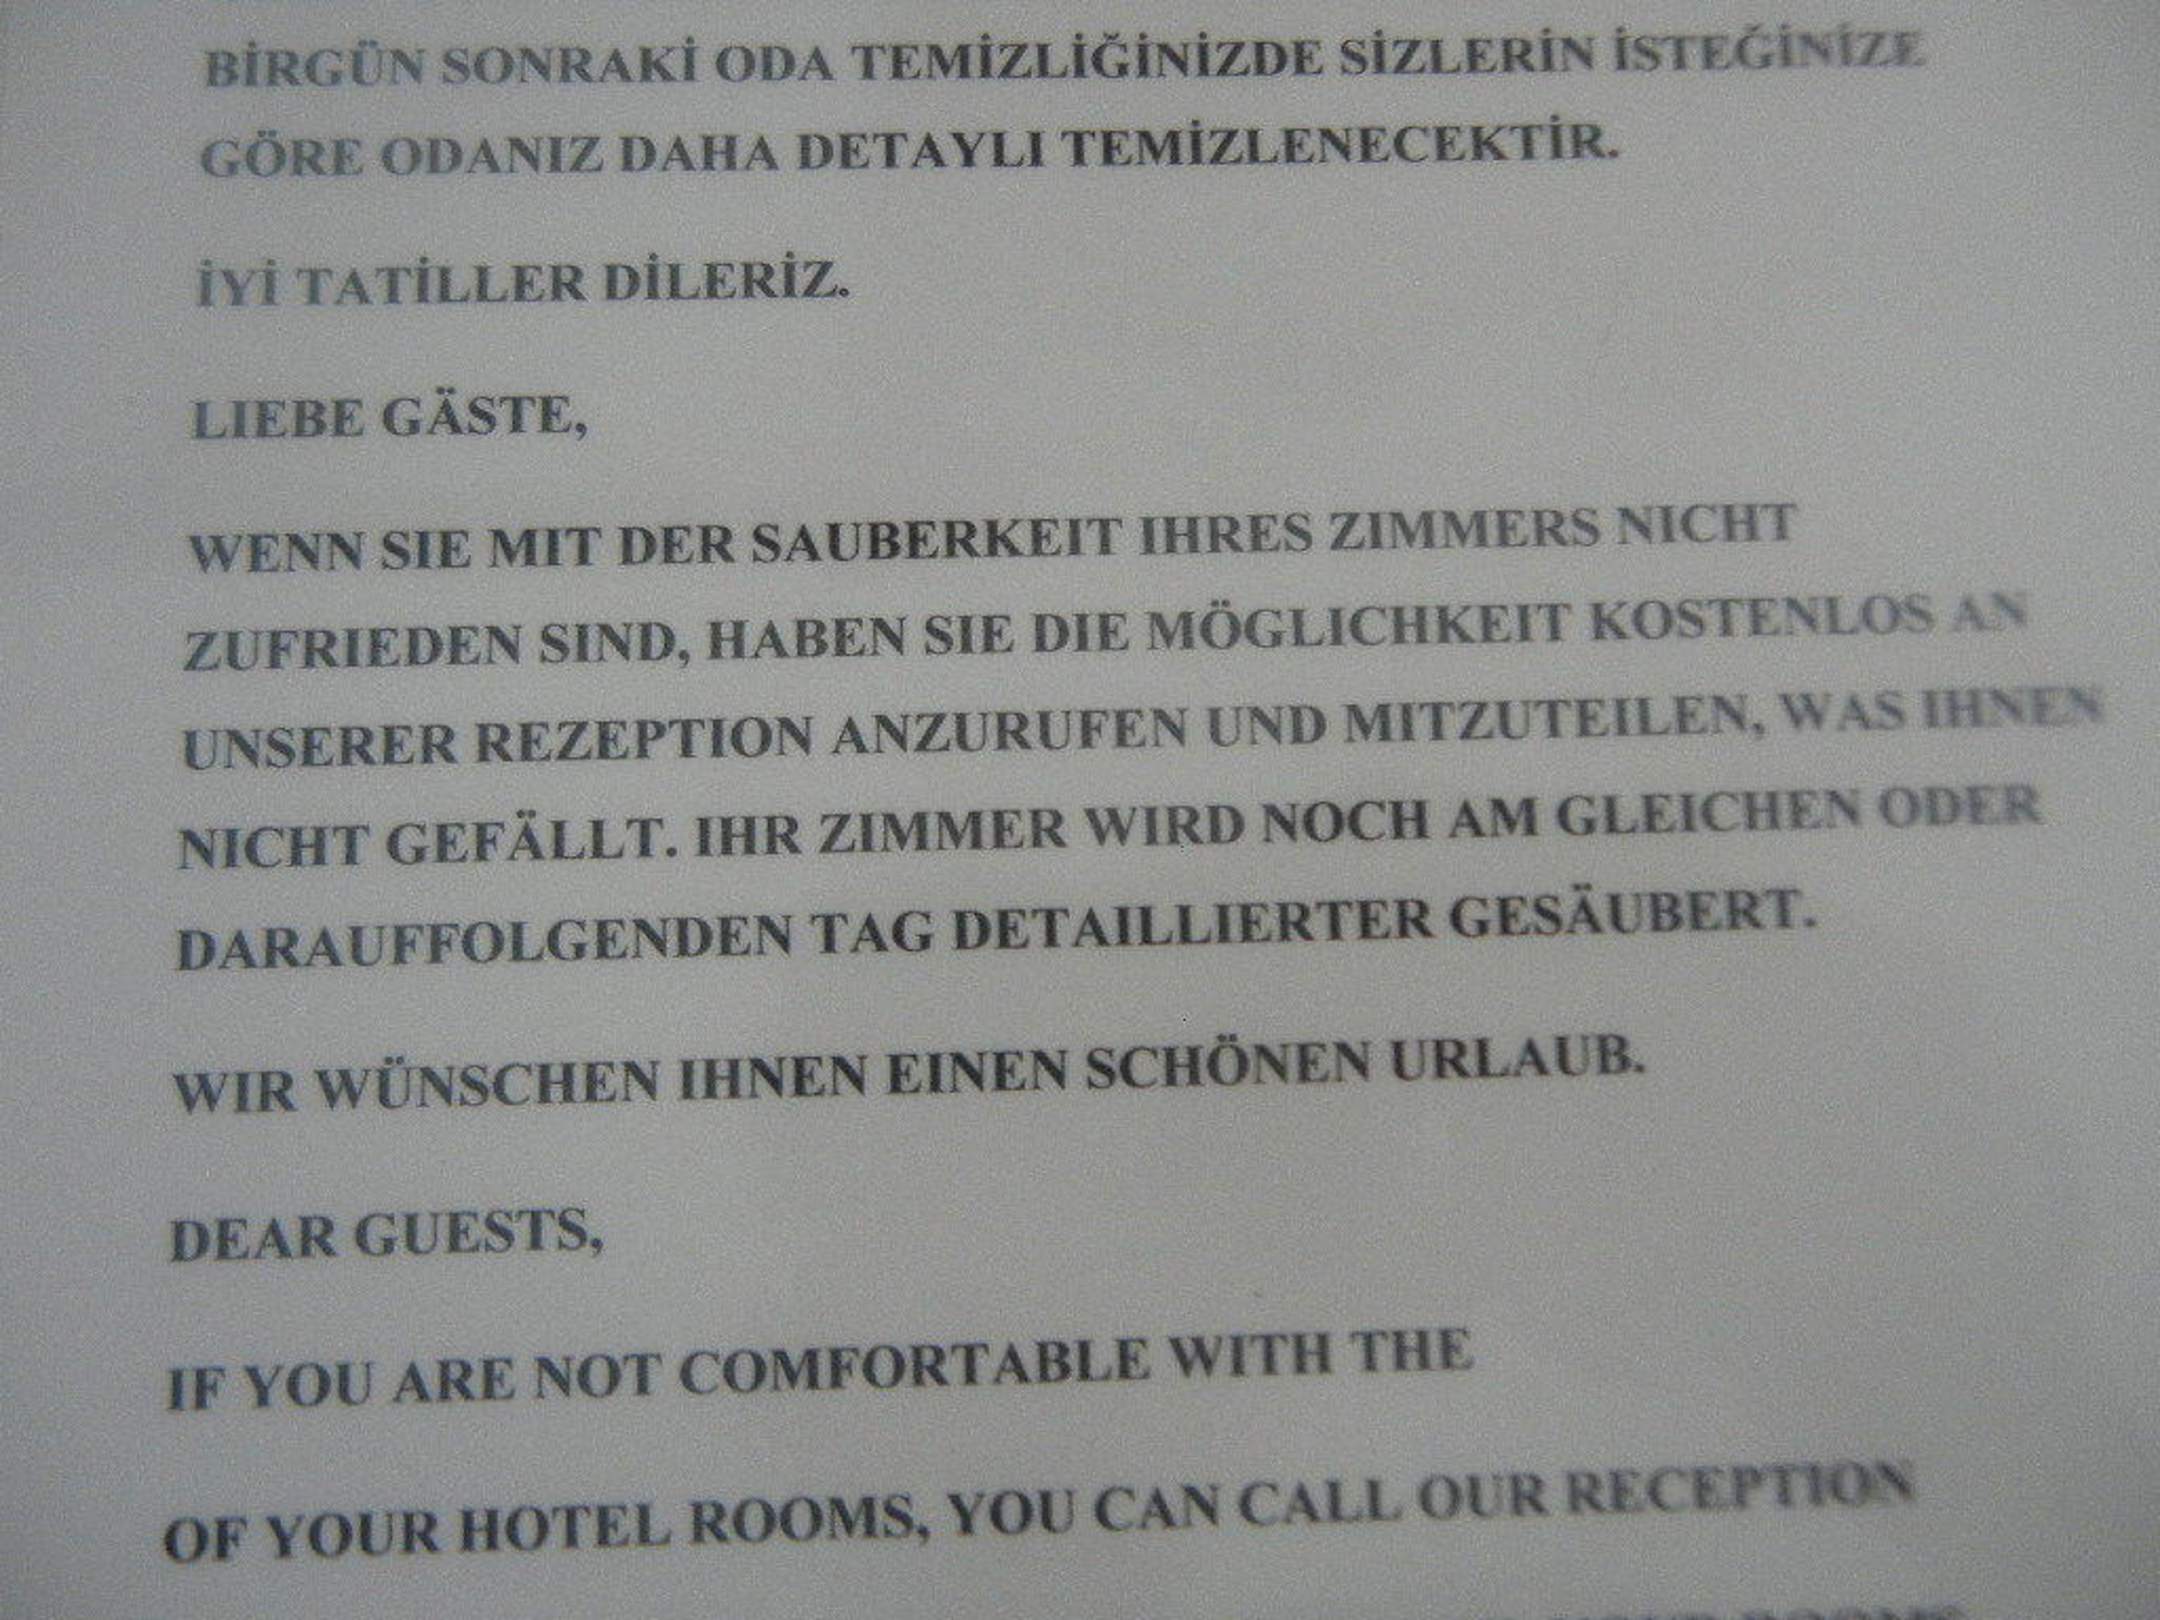 BİRGÜN SONRAKİ ODA TEMİZLİĞİNİZDE SİZLERİN İSTEĞİNİZE
GÖRE ODANIZ DAHA DETAYLI TEMİZLENECEKTİR.
İYİ TATİLLER DİLERİZ.
LIEBE GÄSTE,
WENN SIE MIT DER SAUBERKEIT IHRES ZIMMERS NICHT
ZUFRIEDEN SIND, HABEN SIE DIE MÖGLICHKEIT KOSTENLOS AN
UNSERER REZEPTION ANZURUFEN UND MITZUTEILEN, WAS IHNEN
NICHT GEFÄLLT. IHR ZIMMER WIRD NOCH AM GLEICHEN ODER
DARAUFFOLGENDEN TAG DETAILLIERTER GESÄUBERT.
WIR WÜNSCHEN IHNEN EINEN SCHÖNEN URLAUB.
DEAR GUESTS,
IF YOU ARE NOT COMFORTABLE WITH THE
OF YOUR HOTEL ROOMS, YOU CAN CALL OUR RECEPTION